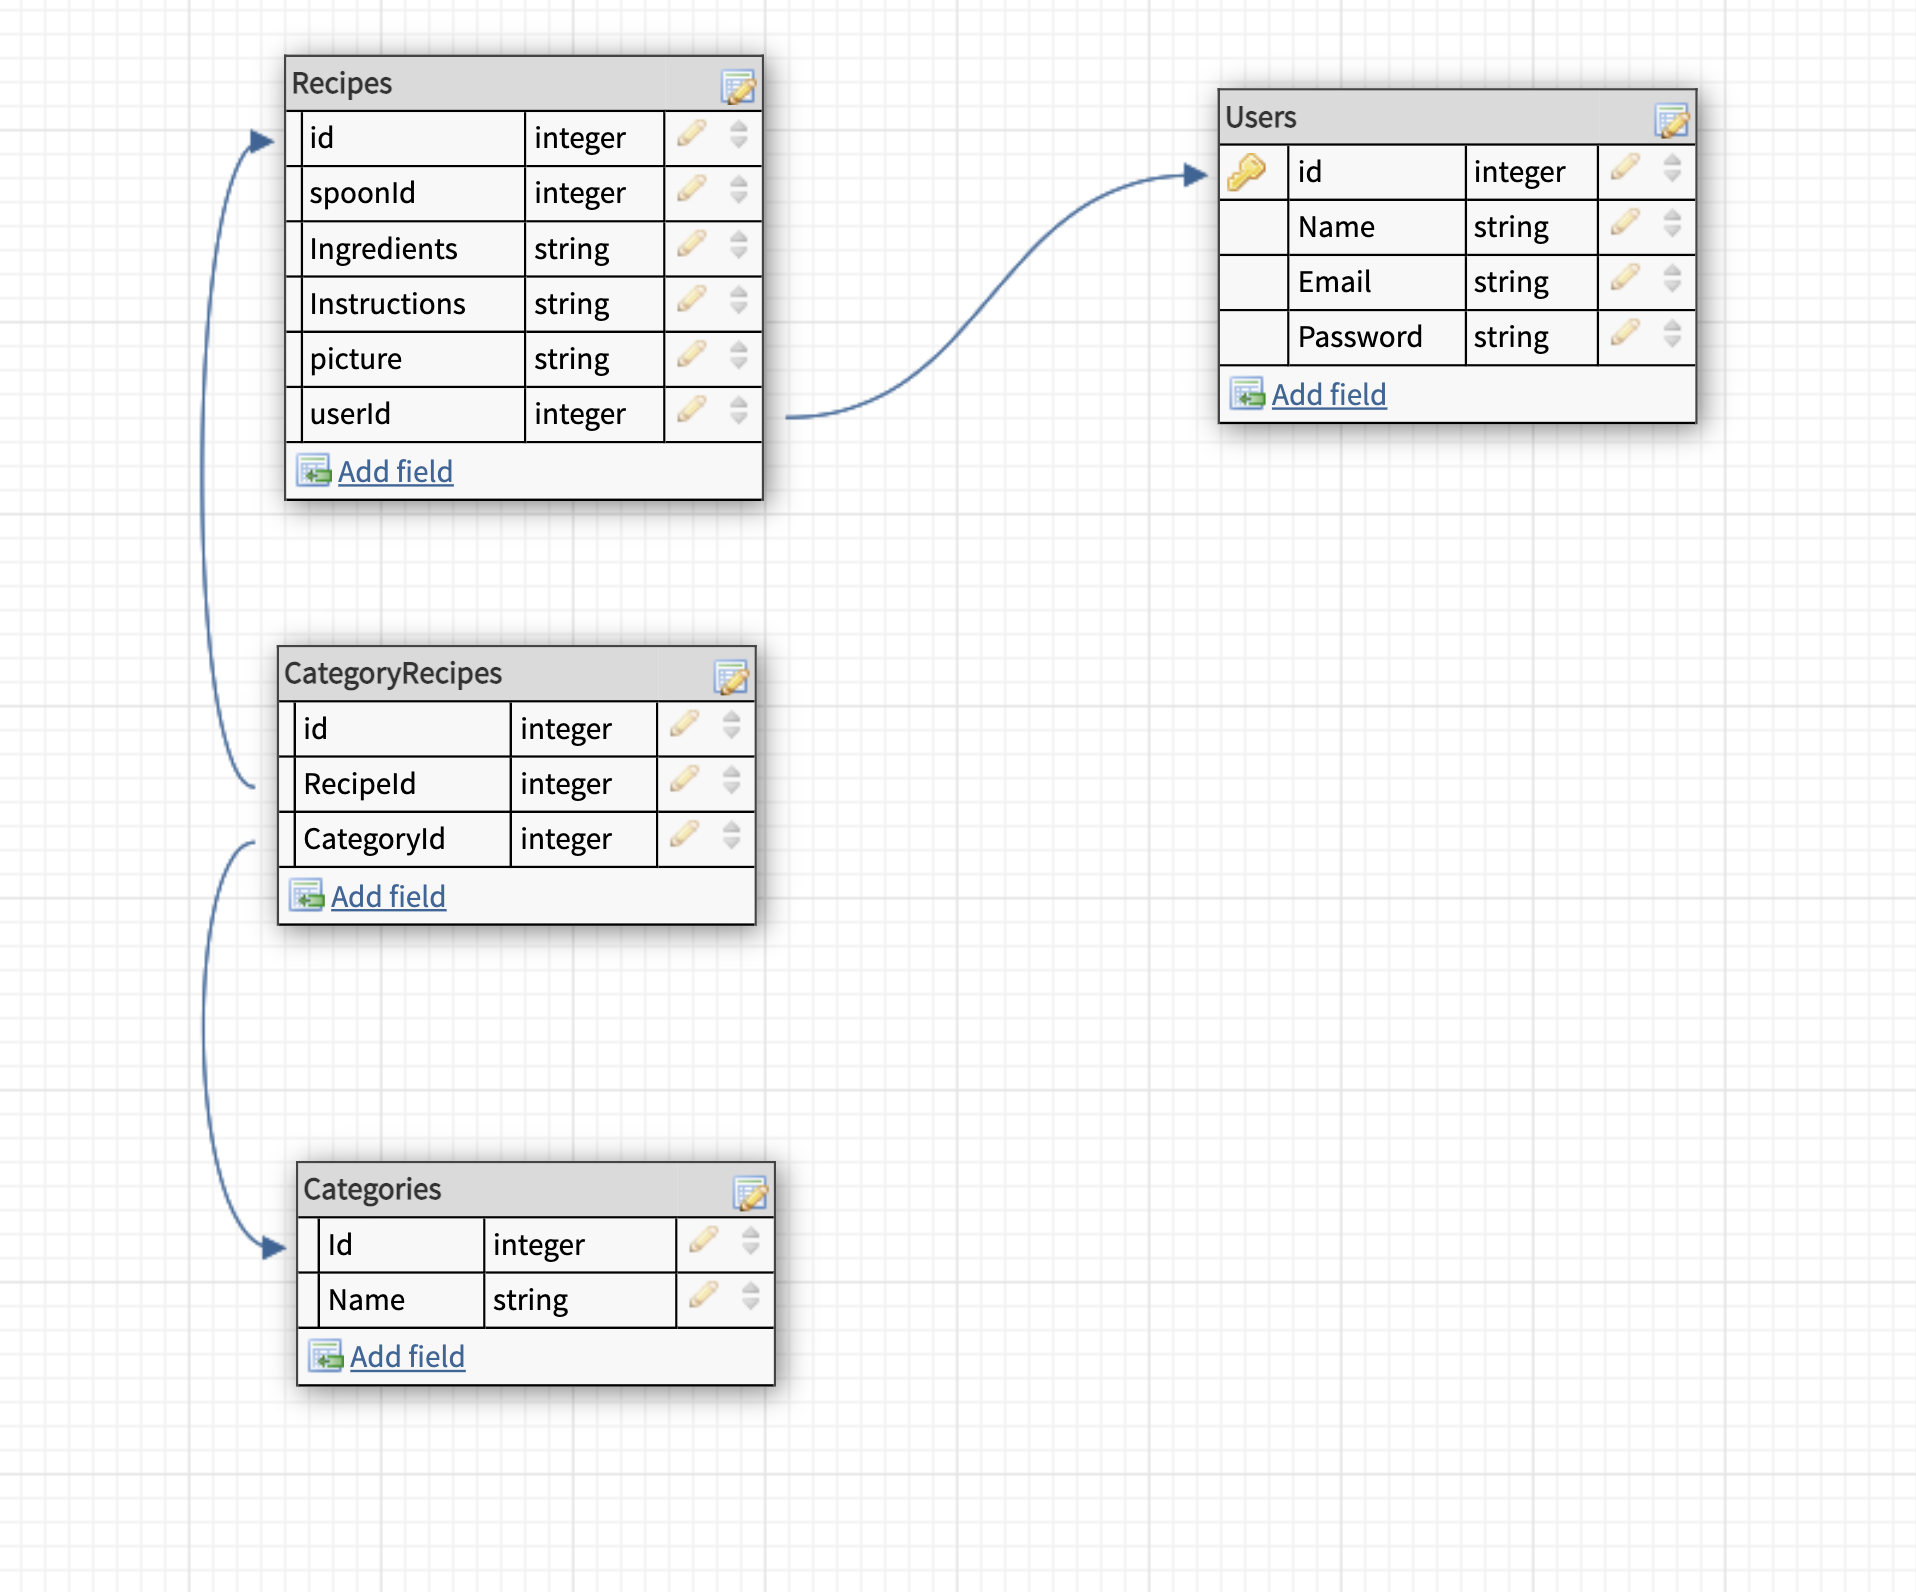 Recipes
id integer
spoonId integer
Ingredients string
Instructions string
picture string
userId integer
Add field
Users
id integer
Name string
Email string
Password string
Add field
CategoryRecipes
id integer
RecipeId integer
CategoryId integer
Add field
Categories
Id integer
Name string
Add field